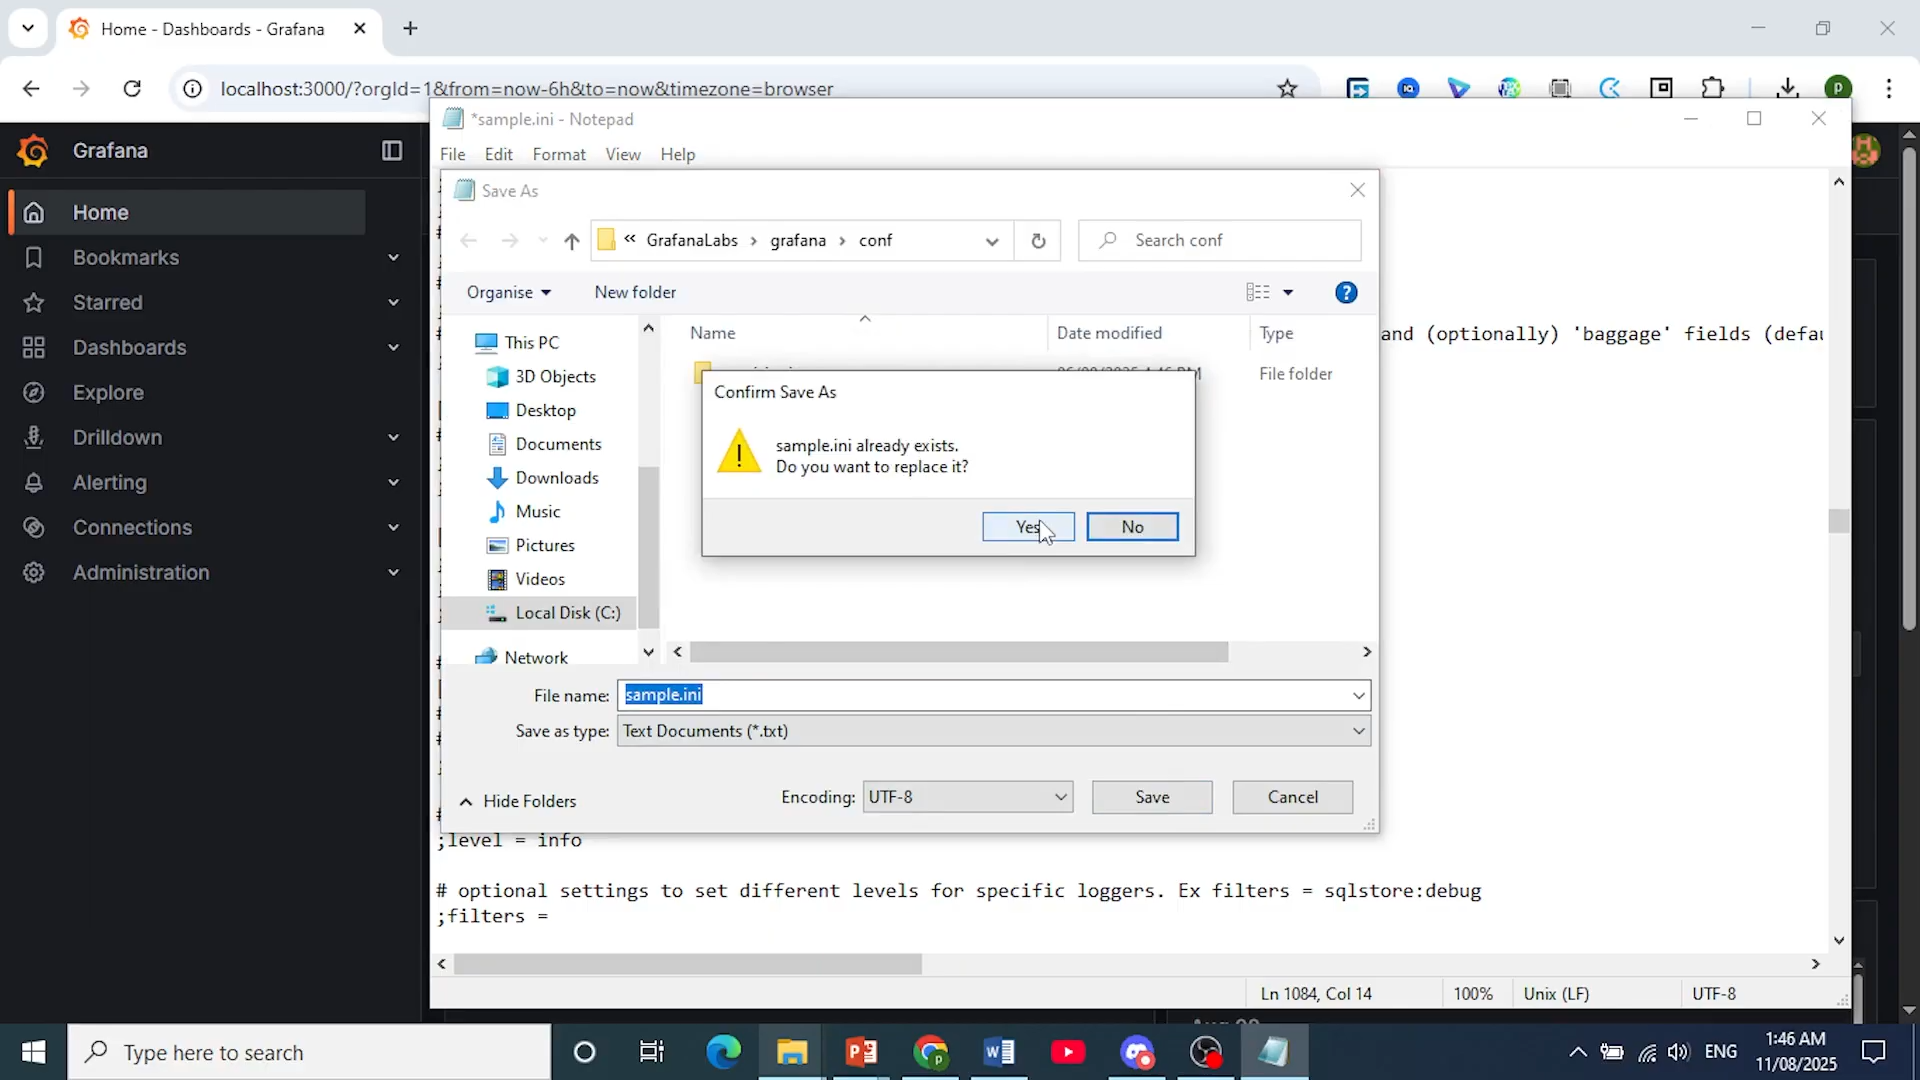 Home - Dashboards - Grafana
localhost:3000/?orgId=1&from=now-6h&to=now&timezone=browser
Grafana
Home
Bookmarks
Starred
Dashboards
Explore
Drilldown
Alerting
Connections
Administration
*sample.ini - Notepad
File Edit Format View Help
Save As
« GrafanaLabs > grafana > conf
Search conf
Organise
New folder
This PC
3D Objects
Desktop
Documents
Downloads
Music
Pictures
Videos
Local Disk (C:)
Network
Name
Date modified
Type
File folder
and (optionally) 'baggage' fields (defau
Confirm Save As
sample.ini already exists.
Do you want to replace it?
Yes
No
File name: sample.ini
Save as type: Text Documents (*.txt)
Hide Folders
Encoding: UTF-8
Save
Cancel
;level = info
# optional settings to set different levels for specific loggers. Ex filters = sqlstore:debug
;filters =
Ln 1084, Col 14
100%
Unix (LF)
UTF-8
Type here to search
ENG
1:46 AM
11/08/2025